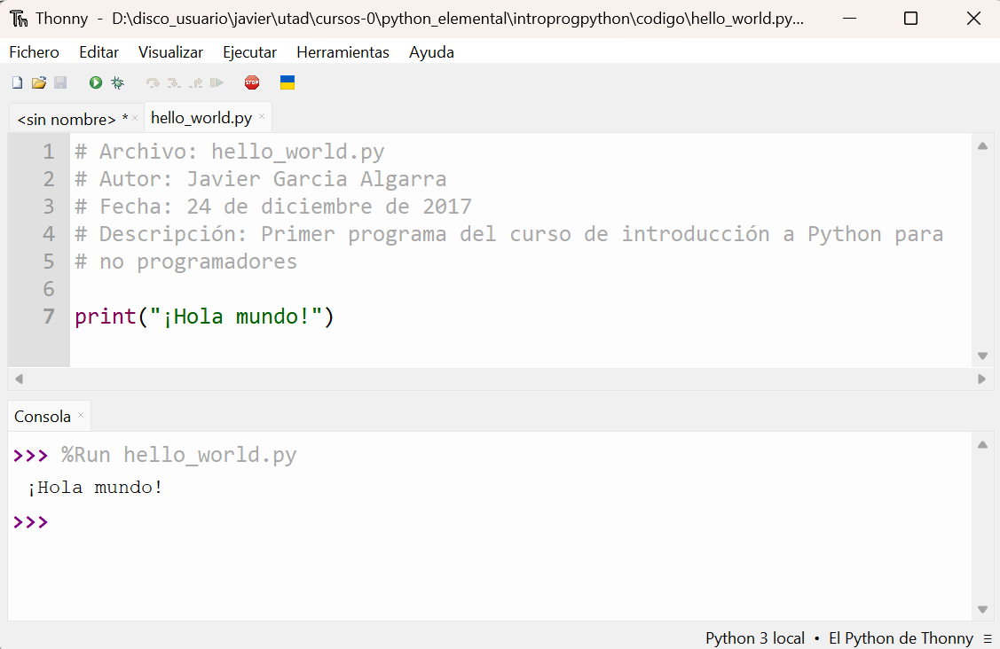 Thonny - D:\disco_usuario\javier\utad\cursos-0\python_elemental\introprogpython\codigo\hello_world.py...
Fichero Editar Visualizar Ejecutar Herramientas Ayuda
STOP
<sin nombre> * × hello_world.py ×
1 # Archivo: hello_world.py
2 # Autor: Javier Garcia Algarra
3 # Fecha: 24 de diciembre de 2017
4 # Descripción: Primer programa del curso de introducción a Python para
5 # no programadores
6
7 print("¡Hola mundo!")
Consola ×
>>> %Run hello_world.py
¡Hola mundo!
>>>
Python 3 local • El Python de Thonny ≡